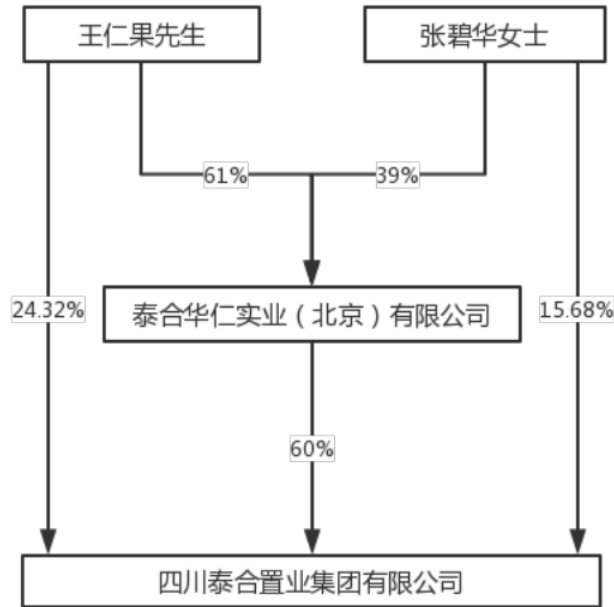 王仁果先生
张碧华女士
61%
39%
泰合华仁实业（北京）有限公司
24.32%
15.68%
60%
四川泰合置业集团有限公司